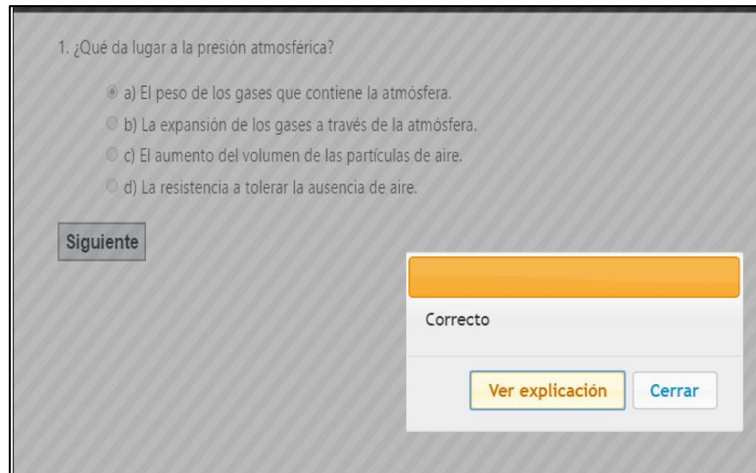 1. ¿Qué da lugar a la presión atmosférica?
a) El peso de los gases que contiene la atmósfera.
b) La expansión de los gases a través de la atmósfera.
c) El aumento del volumen de las partículas de aire.
d) La resistencia a tolerar la ausencia de aire.
Siguiente
Correcto
Ver explicación Cerrar